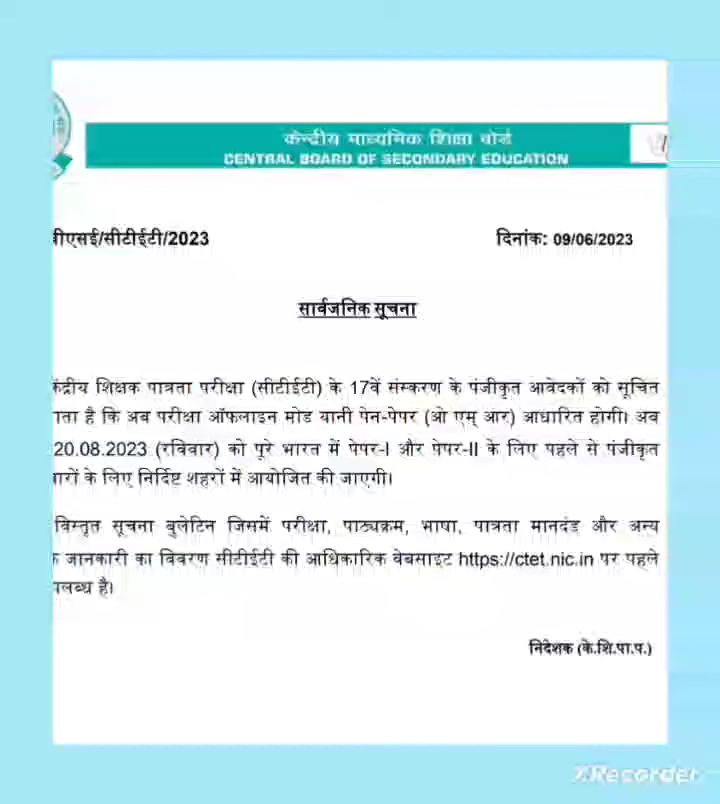 केन्द्रीय माध्यमिक शिक्षा बोर्ड
CENTRAL BOARD OF SECONDARY EDUCATION
बीएसई/सीटीईटी/2023 दिनांक: 09/06/2023
सार्वजनिक सूचना
केंद्रीय शिक्षक पात्रता परीक्षा (सीटीईटी) के 17वें संस्करण के पंजीकृत आवेदकों को सूचित
ाता है कि अब परीक्षा ऑफलाइन मोड यानी पेन-पेपर (ओ एम् आर) आधारित होगी। अब
20.08.2023 (रविवार) को पूरे भारत में पेपर-I और पेपर-II के लिए पहले से पंजीकृत
ारों के लिए निर्दिष्ट शहरों में आयोजित की जाएगी।
विस्तृत सूचना बुलेटिन जिसमें परीक्षा, पाठ्यक्रम, भाषा, पात्रता मानदंड और अन्य
जानकारी का विवरण सीटीईटी की आधिकारिक वेबसाइट https://ctet.nic.in पर पहले
पलब्ध है।
निदेशक (के.शि.पा.प.)
XRecorder